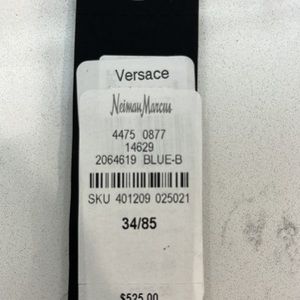 Versace
Neiman Marcus
4475 0877
14629
2064619 BLUE-B
SKU 401209 025021
34/85
$525.00